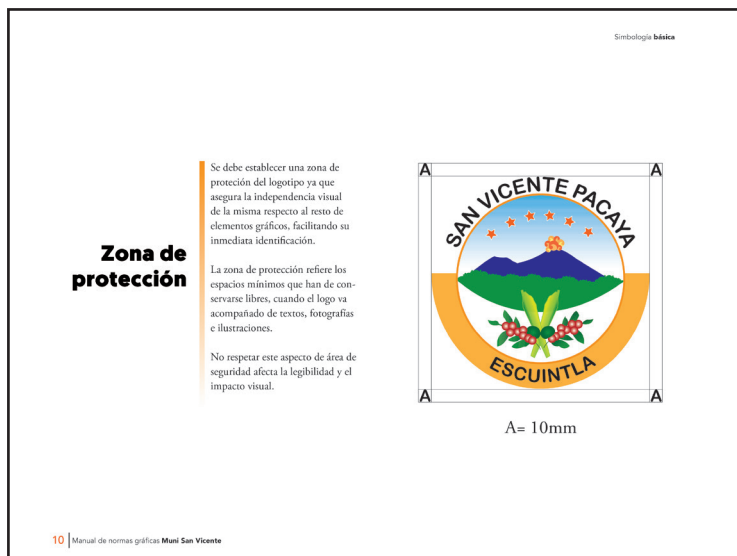 Simbología básica
Zona de
protección
Se debe establecer una zona de
proteción del logotipo ya que
asegura la independencia visual
de la misma respecto al resto de
elementos gráficos, facilitando su
inmediata identificación.
La zona de protección refiere los
espacios mínimos que han de con-
servarse libres, cuando el logo va
acompañado de textos, fotografías
e ilustraciones.
No respetar este aspecto de área de
seguridad afecta la legibilidad y el
impacto visual.
A A
SAN VICENTE PACAYA
ESCUINTLA
A A
A= 10mm
10 Manual de normas gráficas Muni San Vicente